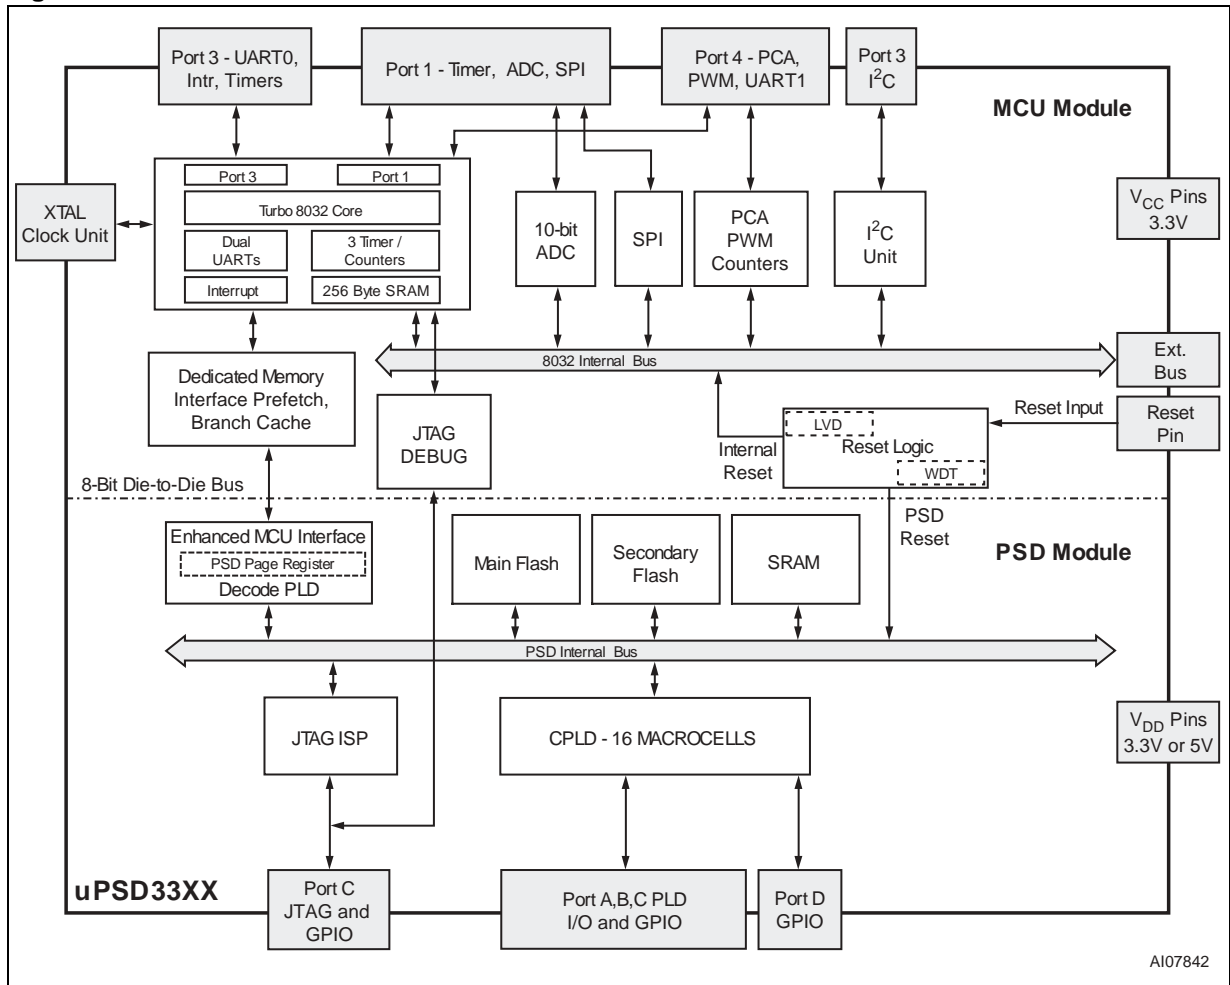 Port 3 - UART0,
Intr, Timers
Port 1 - Timer, ADC, SPI
Port 4 - PCA,
PWM, UART1
Port 3
I2C
MCU Module
XTAL
Clock Unit
Port 3
Port 1
Turbo 8032 Core
Dual
UARTs
3 Timer /
Counters
Interrupt
256 Byte SRAM
10-bit
ADC
SPI
PCA
PWM
Counters
I2C
Unit
VCC Pins
3.3V
8032 Internal Bus
Ext.
Bus
Dedicated Memory
Interface Prefetch,
Branch Cache
JTAG
DEBUG
Internal
Reset
LVD
Reset Logic
WDT
Reset Input
Reset
Pin
8-Bit Die-to-Die Bus
PSD
Reset
Enhanced MCU Interface
PSD Page Register
Decode PLD
Main Flash
Secondary
Flash
SRAM
PSD Module
PSD Internal Bus
JTAG ISP
CPLD - 16 MACROCELLS
VDD Pins
3.3V or 5V
uPSD33XX
Port C
JTAG and
GPIO
Port A,B,C PLD
I/O and GPIO
Port D
GPIO
AI07842